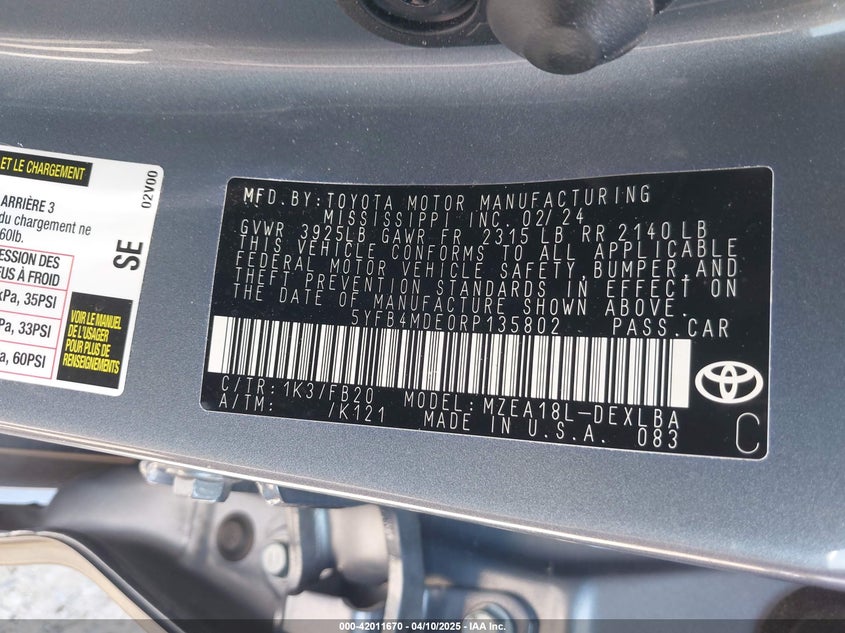 ET LE CHARGEMENT
ARRIÈRE 3
du chargement ne
60lb.
ESSION DES
EUS À FROID
kPa, 35PSI
Pa, 33PSI
a, 60PSI
VOIR LE
MANUEL DE
L'USAGER
POUR PLUS DE
RENSEIGNEMENTS
SE
02V00
MFD.BY:TOYOTA MOTOR MANUFACTURING
MISSISSIPPI INC. 02/24
GVWR 3925LB GAWR FR 2315 LB RR 2140 LB
THIS VEHICLE CONFORMS TO ALL APPLICABLE
FEDERAL MOTOR VEHICLE SAFETY, BUMPER, AND
THEFT PREVENTION STANDARDS IN EFFECT ON
THE DATE OF MANUFACTURE SHOWN ABOVE.
5YFB4MDE0RP135802 PASS.CAR
C/TR: 1K3/FB20 MODEL: MZEA18L-DEXLBA
A/TM: /K121 MADE IN U.S.A. 083
C
000-42011670 - 04/10/2025 - IAA Inc.